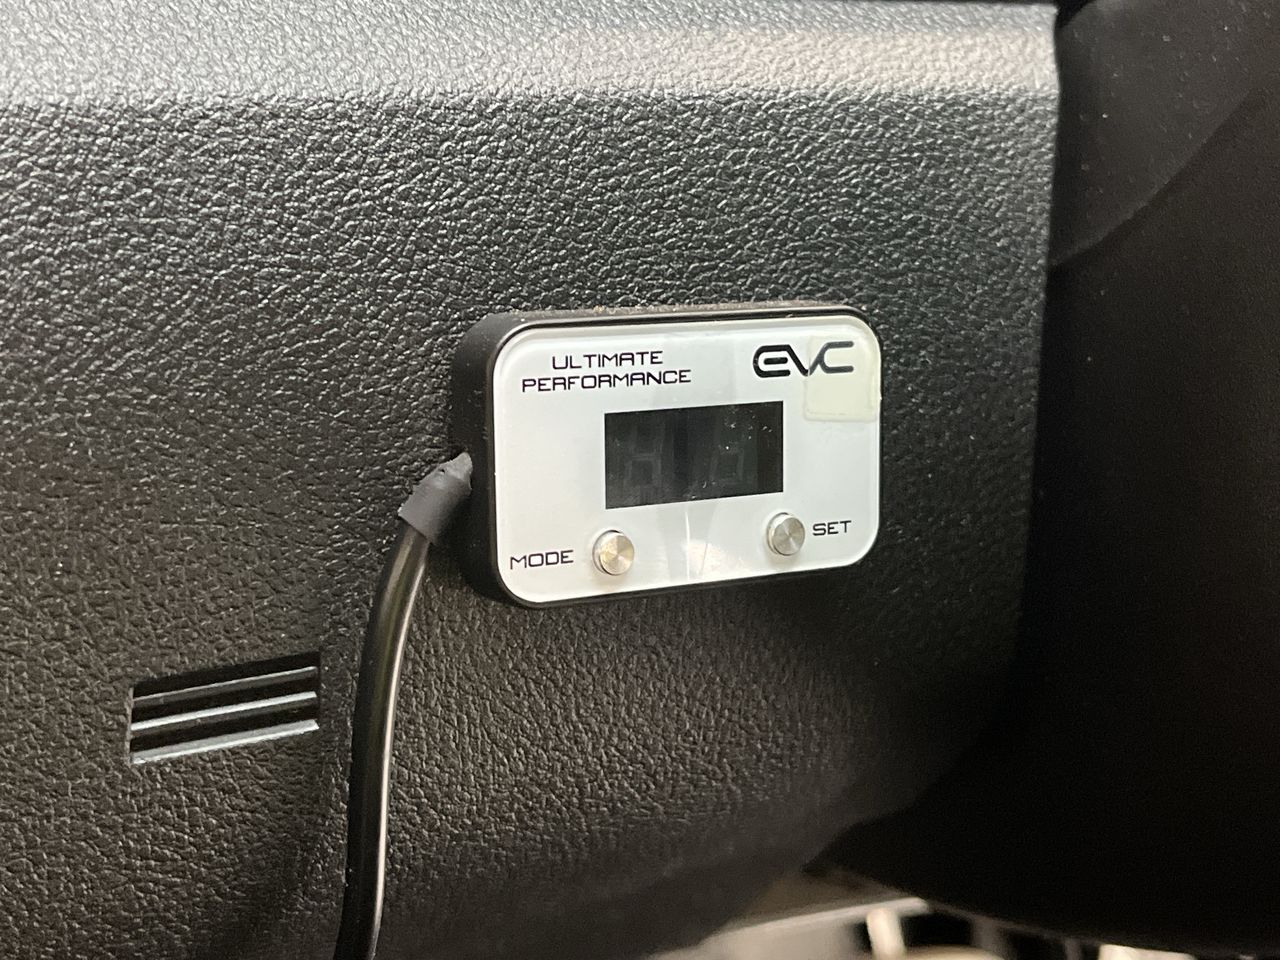 ULTIMATE
PERFORMANCE
EVC
MODE
SET